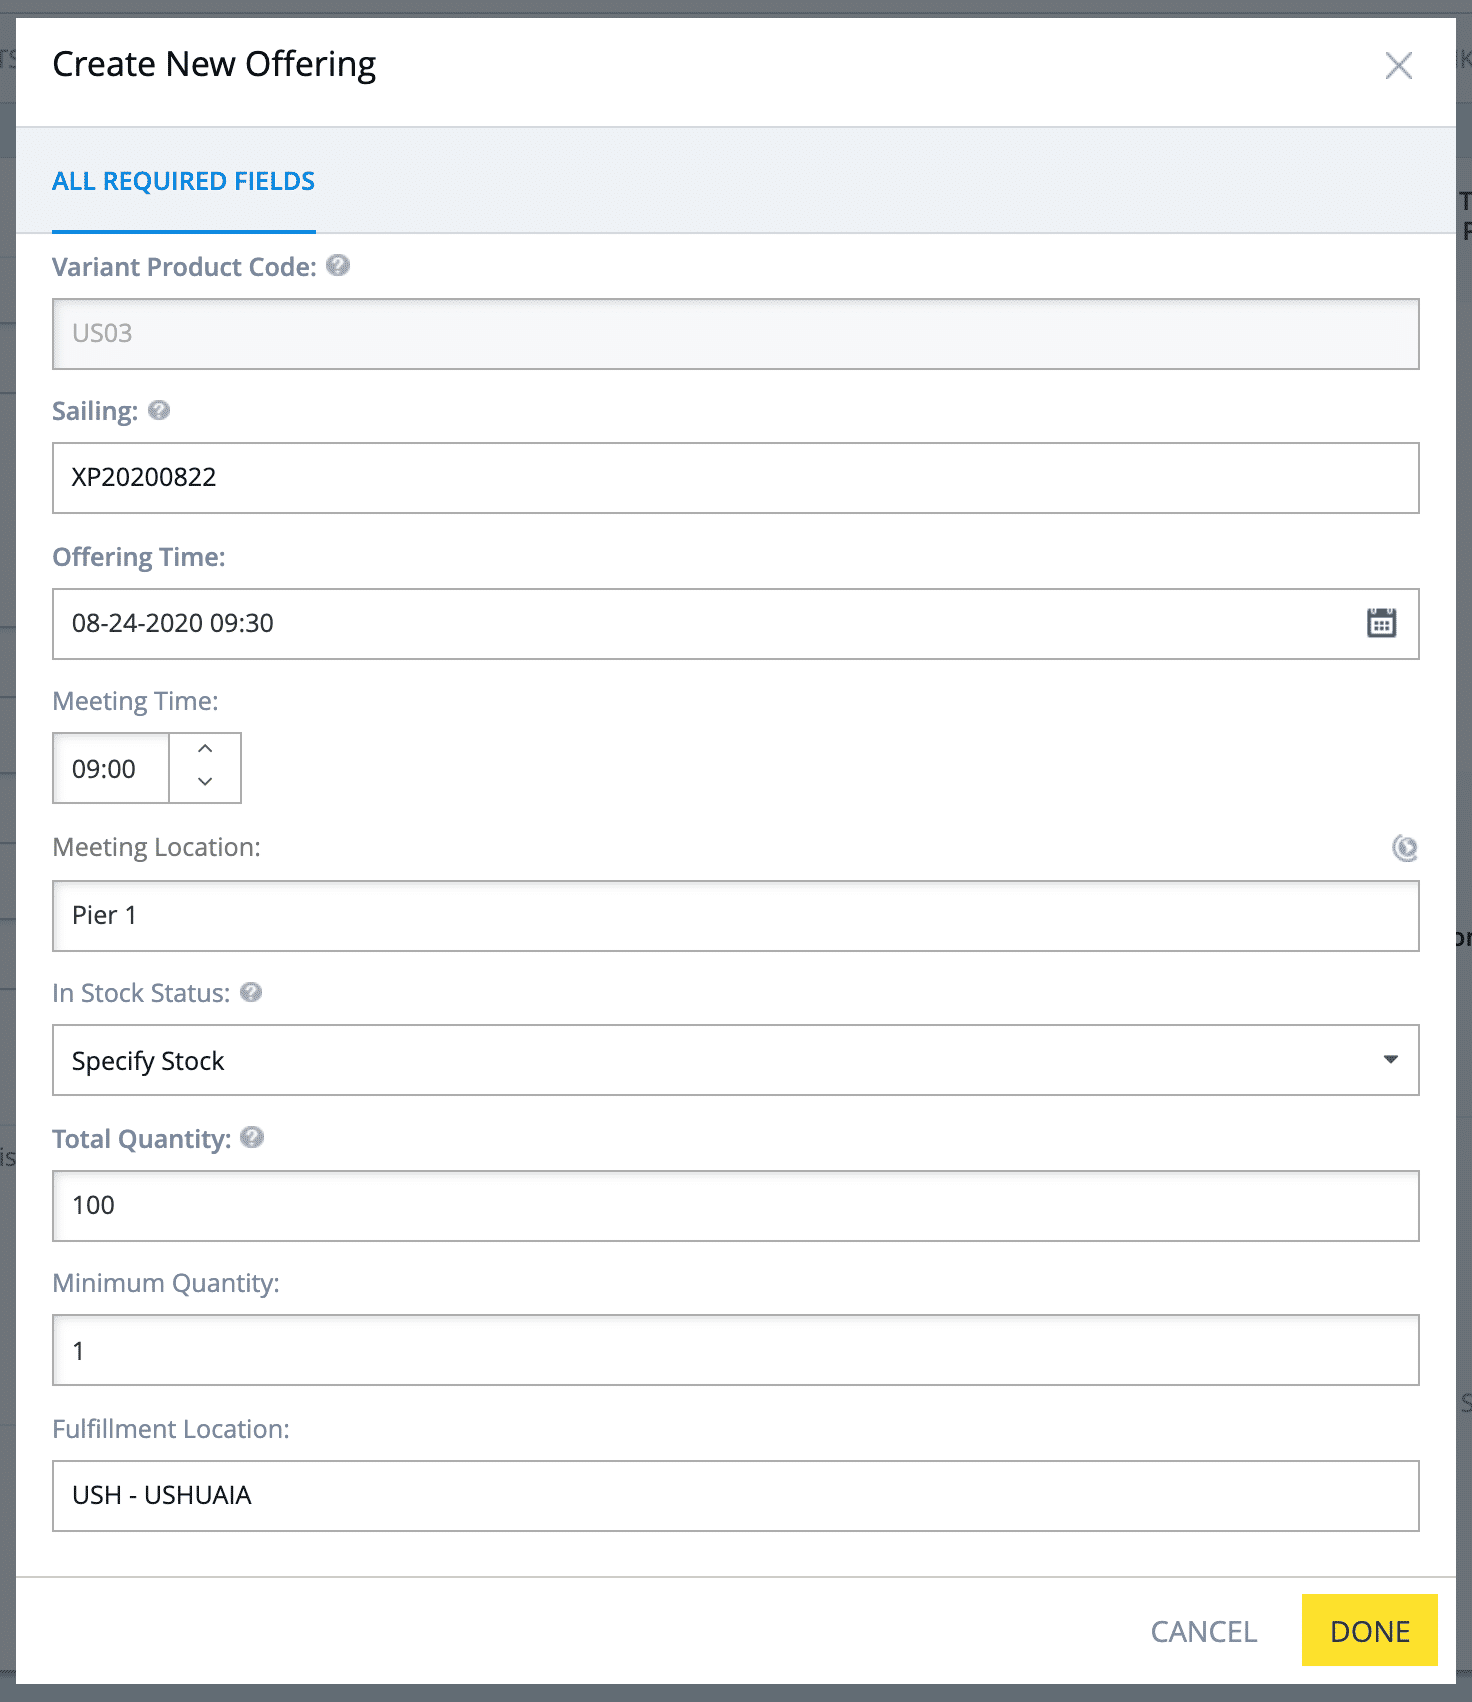 Create New Offering
ALL REQUIRED FIELDS
Variant Product Code:
US03
Sailing:
XP20200822
Offering Time:
08-24-2020 09:30
Meeting Time:
09:00
Meeting Location:
Pier 1
In Stock Status:
Specify Stock
Total Quantity:
100
Minimum Quantity:
1
Fulfillment Location:
USH - USHUAIA
CANCEL DONE